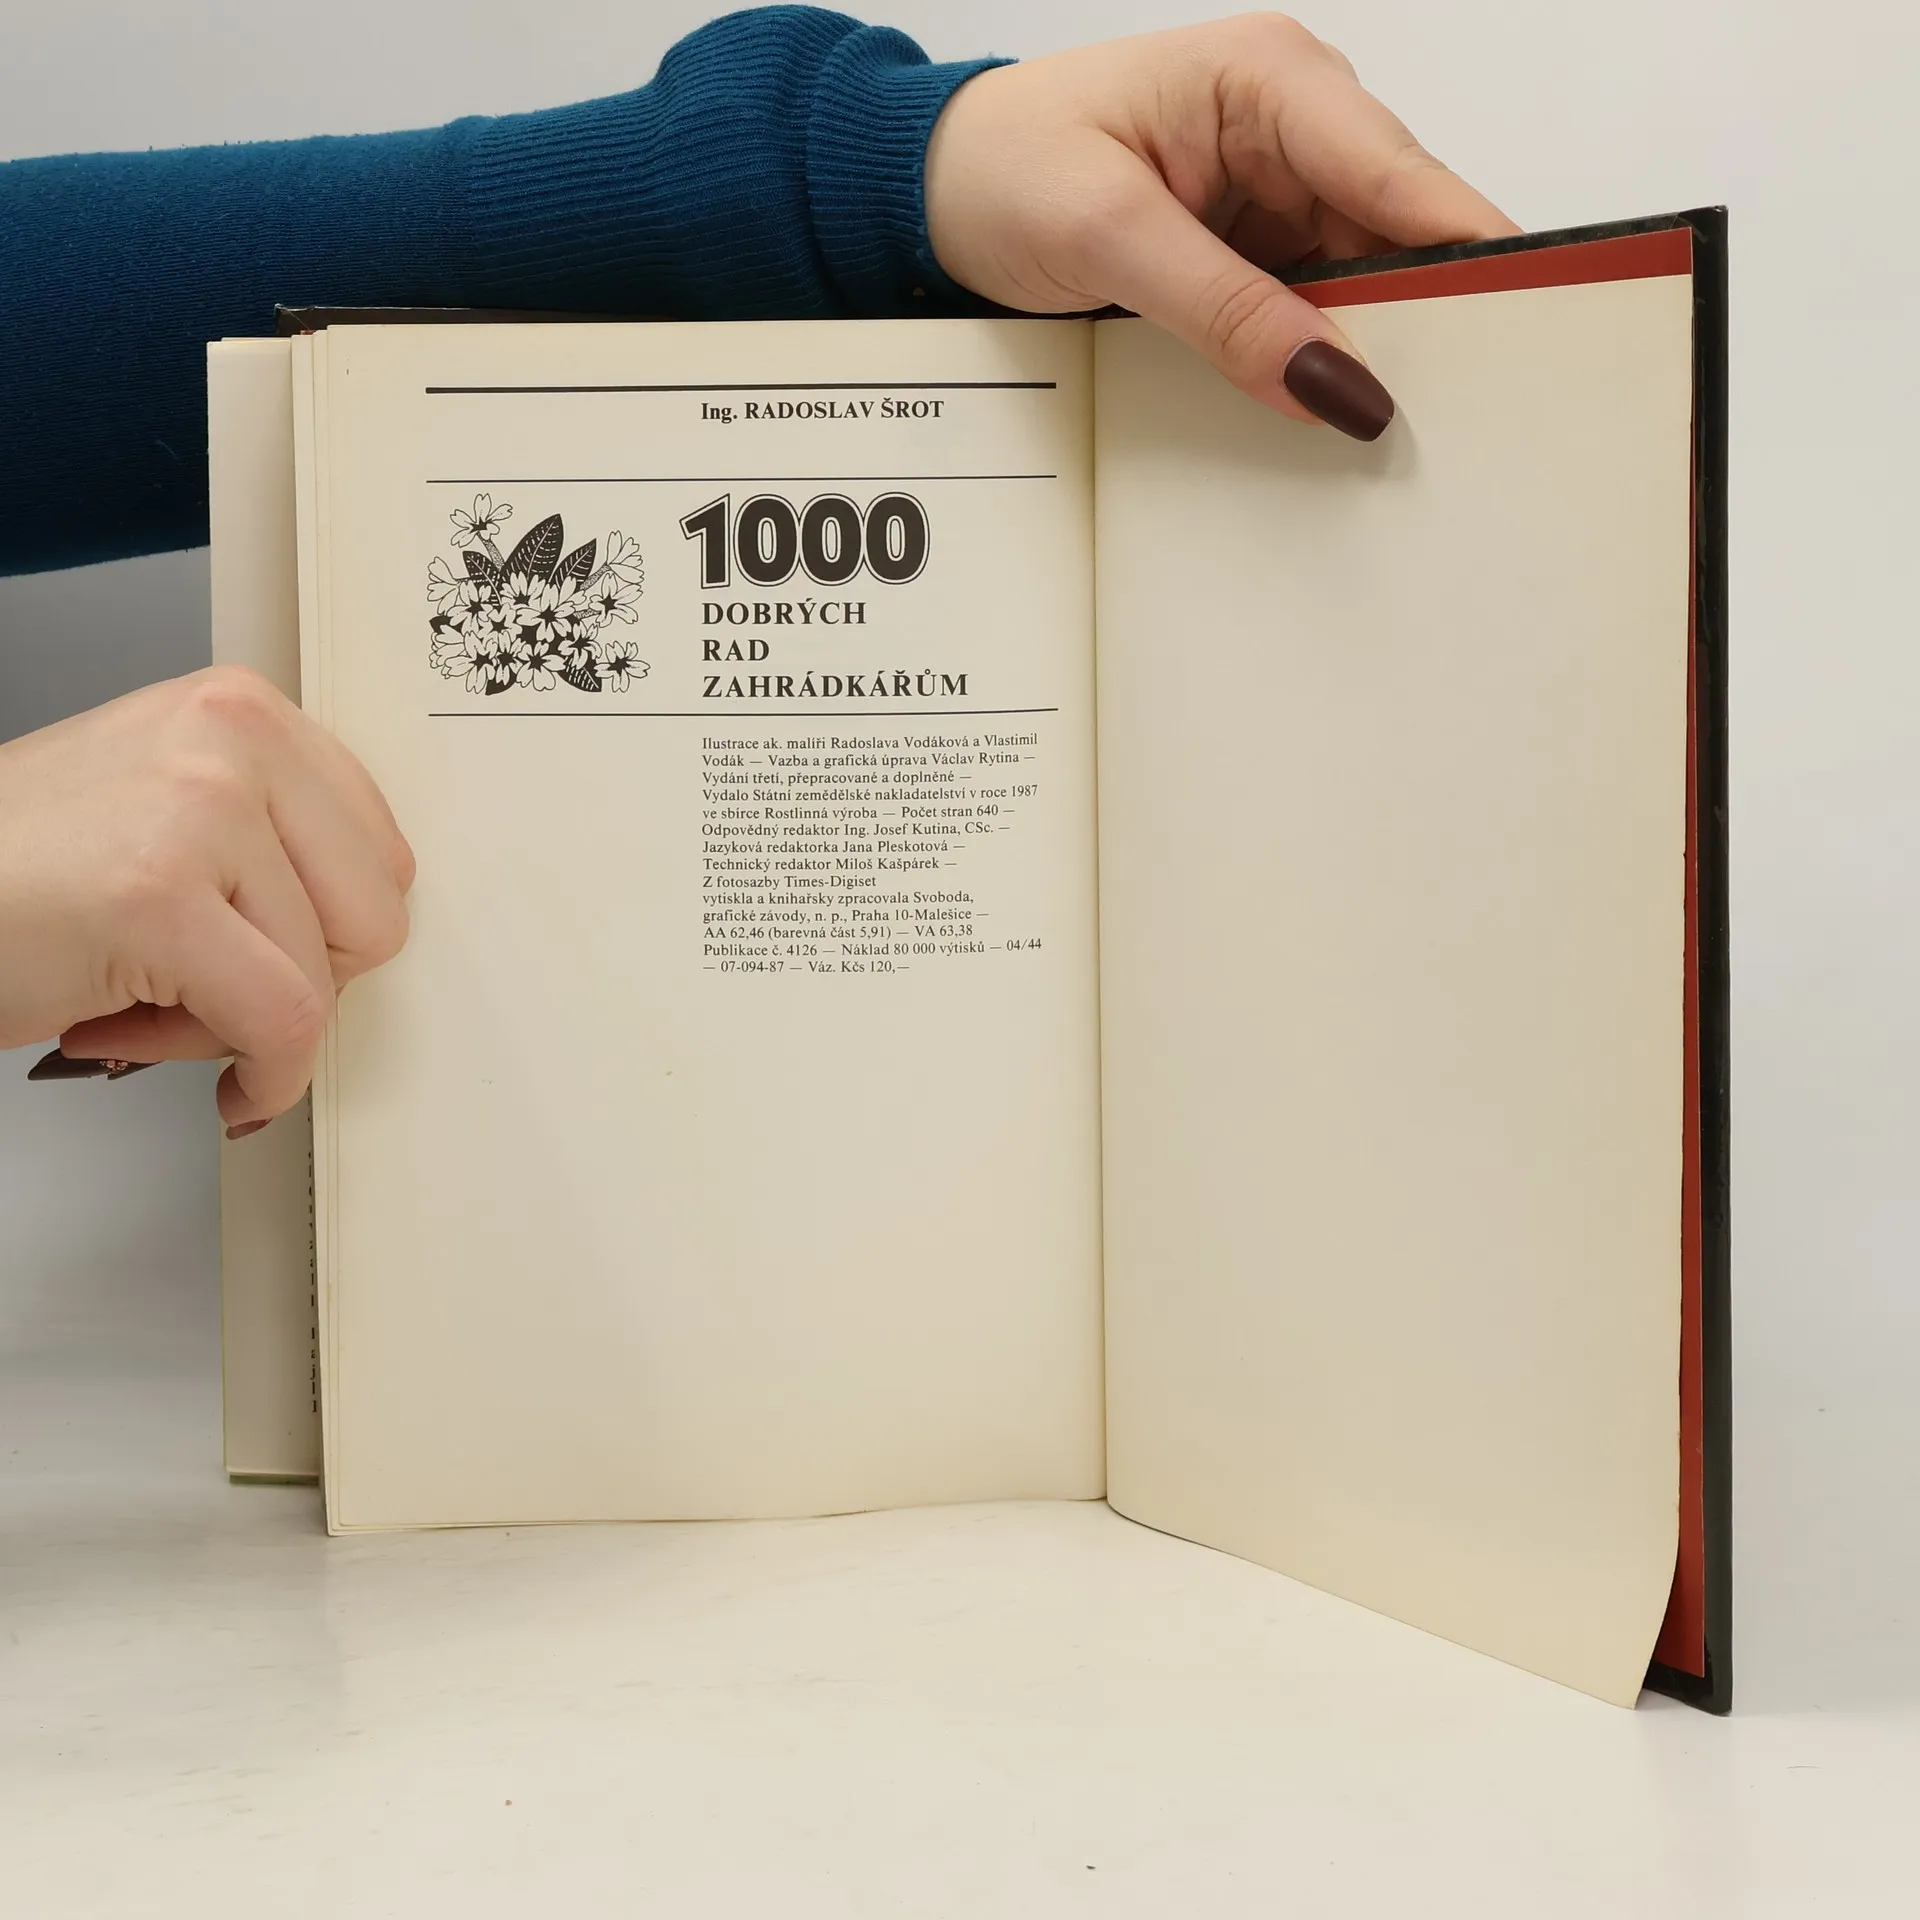 Ing. RADOSLAV ŠROT
1000
DOBRÝCH
RAD
ZAHRÁDKÁŘŮM
Ilustrace ak. malíři Radoslava Vodáková a Vlastimil
Vodák — Vazba a grafická úprava Václav Rytina —
Vydání třetí, přepracované a doplněné —
Vydalo Státní zemědělské nakladatelství v roce 1987
ve sbírce Rostlinná výroba — Počet stran 640 —
Odpovědný redaktor Ing. Josef Kutina, CSc. —
Jazyková redaktorka Jana Pleskotová —
Technický redaktor Miloš Kašpárek —
Z fotosazby Times-Digiset
vytiskla a knihařsky zpracovala Svoboda,
grafické závody, n. p., Praha 10-Malešice —
AA 62,46 (barevná část 5,91) — VA 63,38
Publikace č. 4126 — Náklad 80 000 výtisků — 04/44
— 07-094-87 — Váz. Kčs 120,—